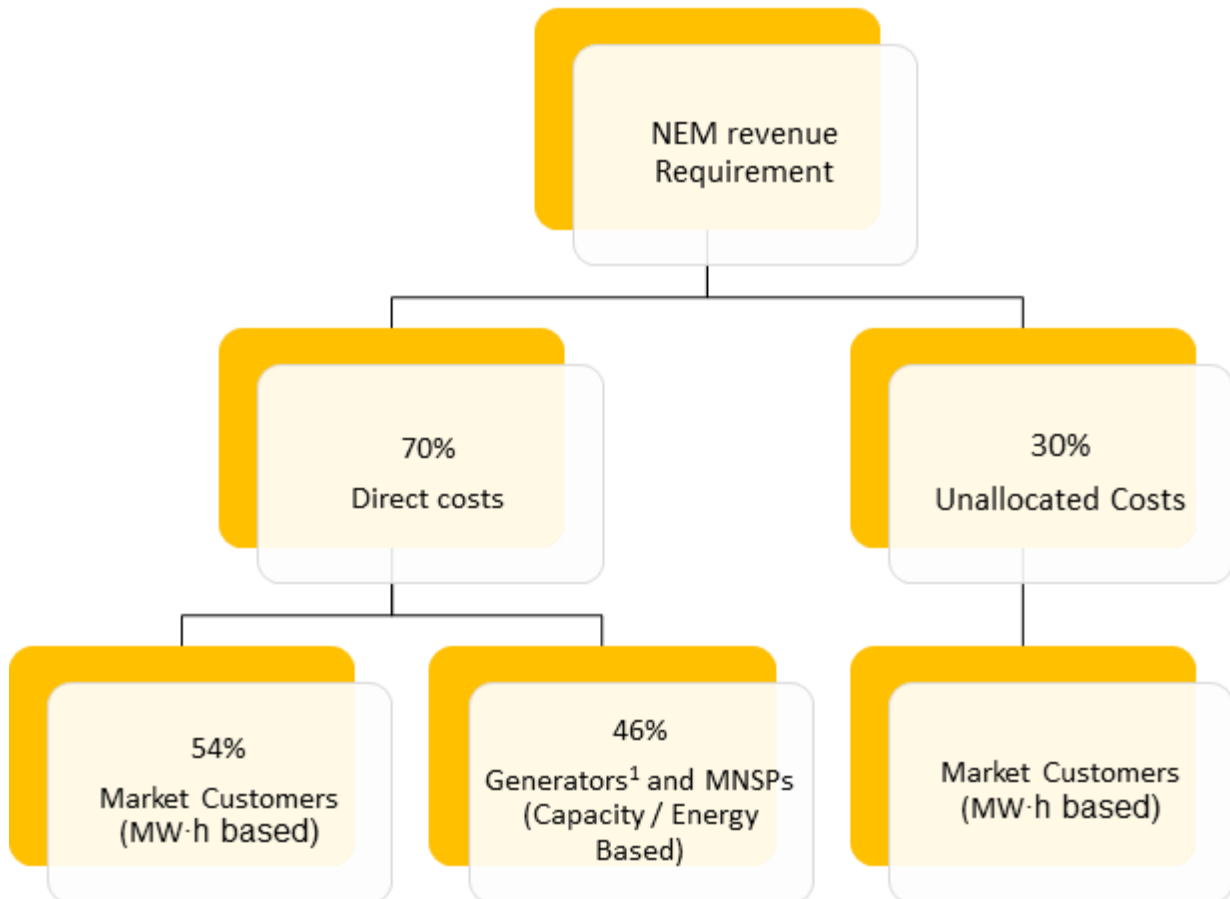 NEM revenue
Requirement
70%
Direct costs
30%
Unallocated Costs
54%
Market Customers
(MW·h based)
46%
Generators¹ and MNSPs
(Capacity / Energy
Based)
Market Customers
(MW·h based)